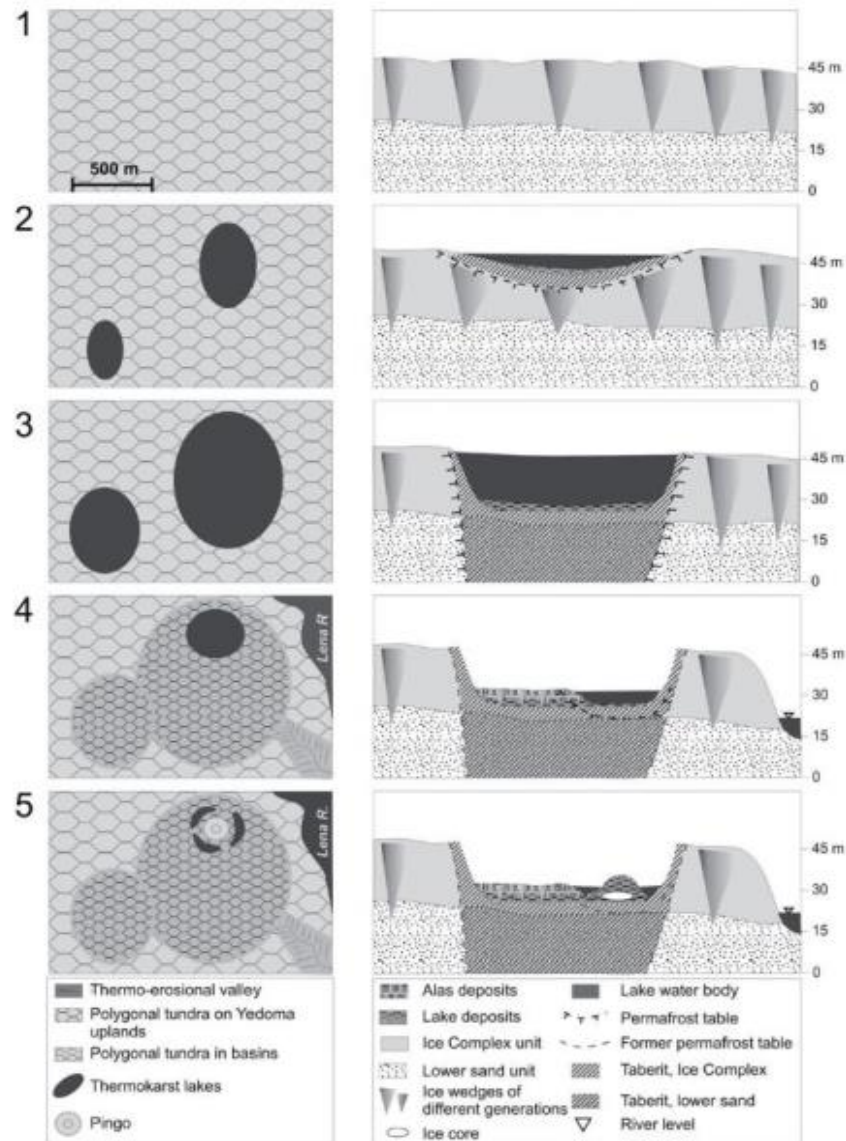 1
500 m
45 m
30
15
0
2
45 m
30
15
0
3
45 m
30
15
0
4
Lena R
45 m
30
15
0
5
Lena R.
45 m
30
15
0
Thermo-erosional valley
Polygonal tundra on Yedoma
uplands
Polygonal tundra in basins
Thermokarst lakes
Pingo
Alas deposits
Lake deposits
Ice Complex unit
Lower sand unit
Ice wedges of
different generations
Ice core
Lake water body
Permafrost table
Former permafrost table
Taberit, Ice Complex
Taberit, lower sand
River level